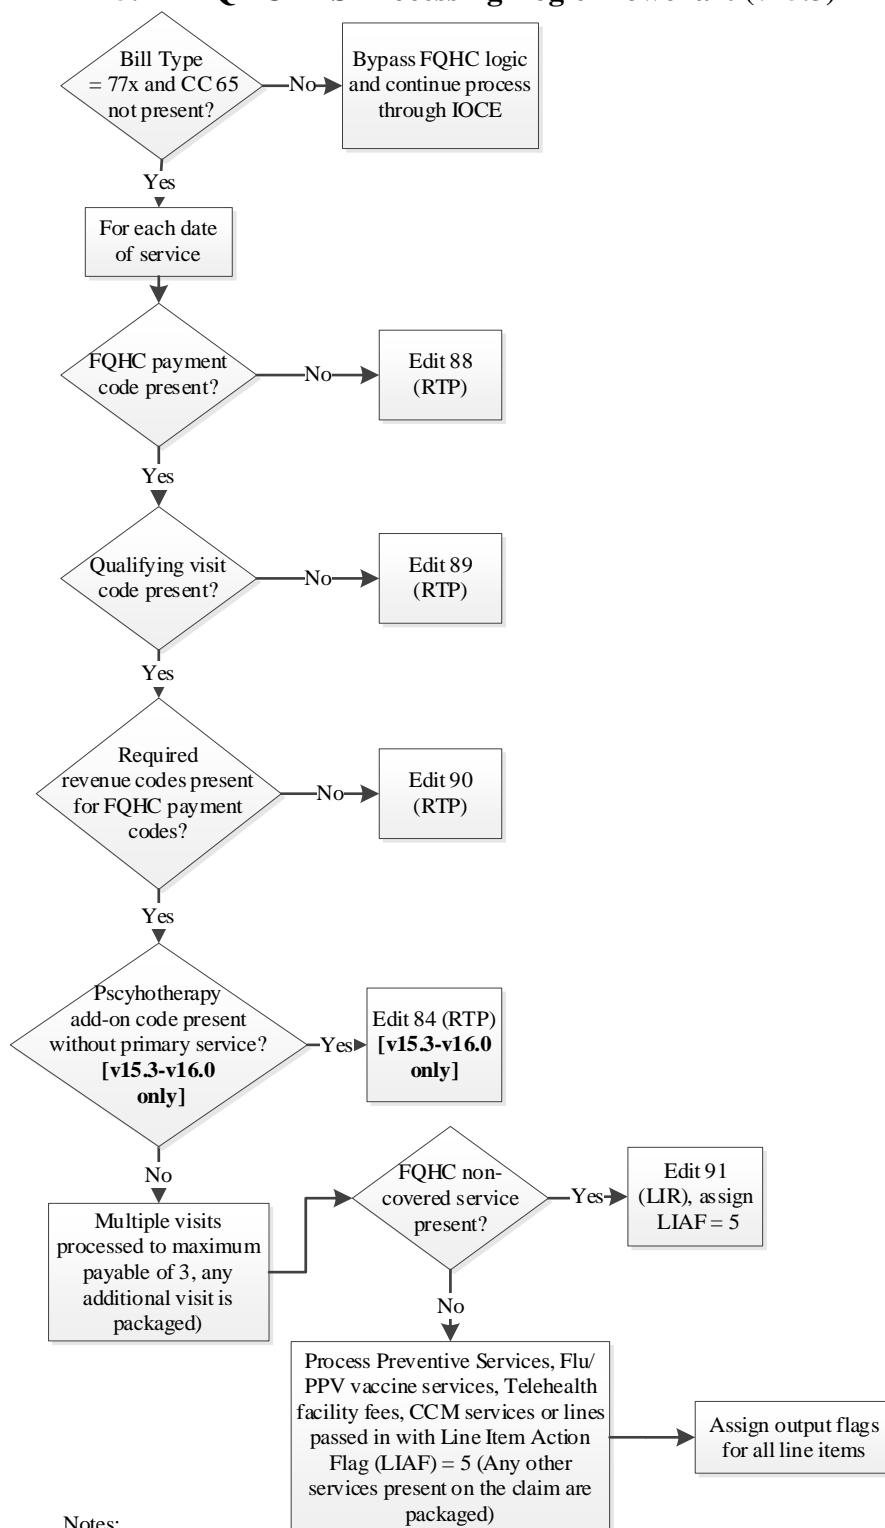 Bill Type
= 77x and CC 65
not present?
No
Bypass FQHC logic
and continue process
through IOCE
Yes
For each date
of service
FQHC payment
code present?
No
Edit 88
(RTP)
Yes
Qualifying visit
code present?
No
Edit 89
(RTP)
Yes
Required
revenue codes present
for FQHC payment
codes?
No
Edit 90
(RTP)
Yes
Pscyhotherapy
add-on code present
without primary service?
[v15.3-v16.0
only]
Yes
Edit 84 (RTP)
[v15.3-v16.0
only]
No
Multiple visits
processed to maximum
payable of 3, any
additional visit is
packaged)
FQHC non-
covered service
present?
Yes
Edit 91
(LIR), assign
LIAF = 5
No
Process Preventive Services, Flu/
PPV vaccine services, Telehealth
facility fees, CCM services or lines
passed in with Line Item Action
Flag (LIAF) = 5 (Any other
services present on the claim are
packaged)
Assign output flags
for all line items
Notes: